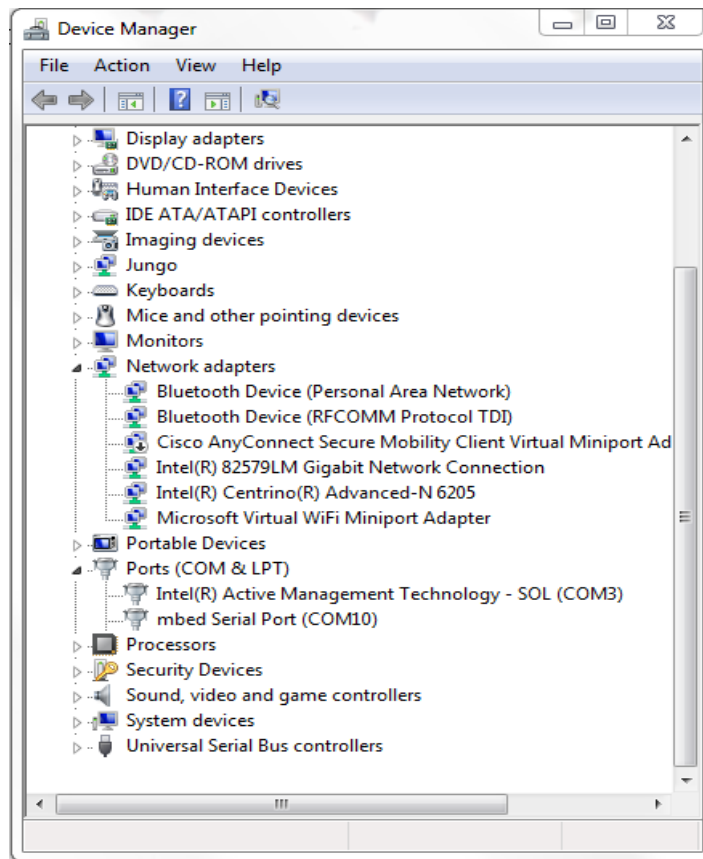 Device Manager
File Action View Help
Display adapters
DVD/CD-ROM drives
Human Interface Devices
IDE ATA/ATAPI controllers
Imaging devices
Jungo
Keyboards
Mice and other pointing devices
Monitors
Network adapters
Bluetooth Device (Personal Area Network)
Bluetooth Device (RFCOMM Protocol TDI)
Cisco AnyConnect Secure Mobility Client Virtual Miniport Ad
Intel(R) 82579LM Gigabit Network Connection
Intel(R) Centrino(R) Advanced-N 6205
Microsoft Virtual WiFi Miniport Adapter
Portable Devices
Ports (COM & LPT)
Intel(R) Active Management Technology - SOL (COM3)
mbed Serial Port (COM10)
Processors
Security Devices
Sound, video and game controllers
System devices
Universal Serial Bus controllers